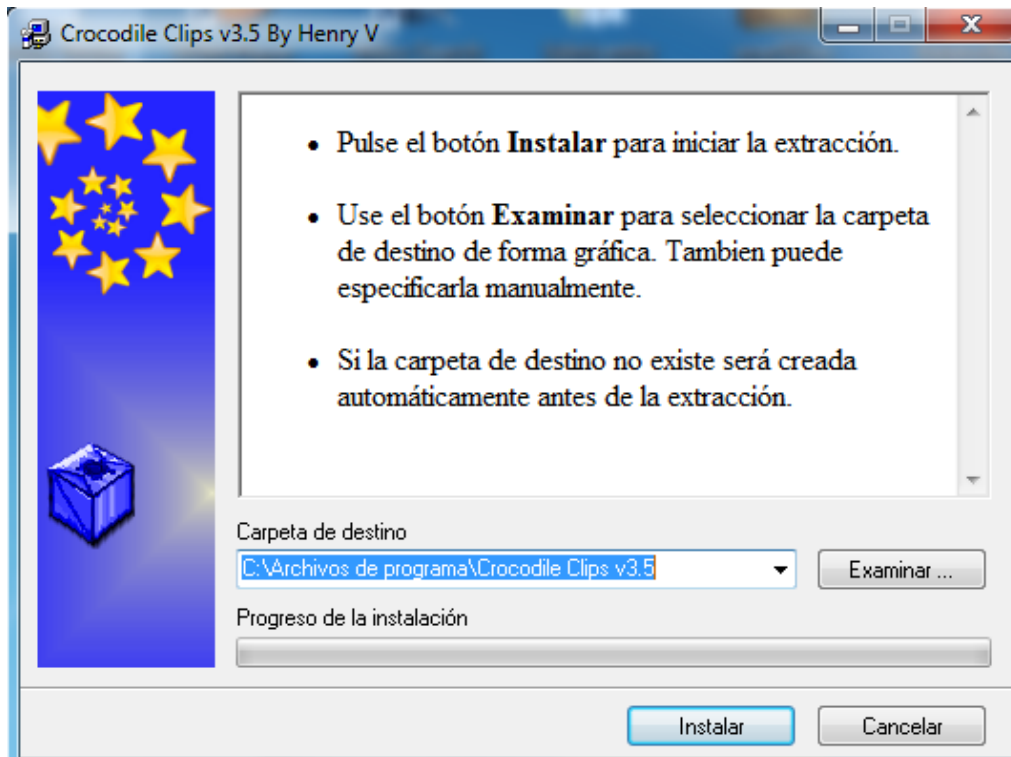 Crocodile Clips v3.5 By Henry V
• Pulse el botón Instalar para iniciar la extracción.
• Use el botón Examinar para seleccionar la carpeta
de destino de forma gráfica. Tambien puede
especificarla manualmente.
• Si la carpeta de destino no existe será creada
automáticamente antes de la extracción.
Carpeta de destino
C:\Archivos de programa\Crocodile Clips v3.5
Examinar ...
Progreso de la instalación
Instalar
Cancelar